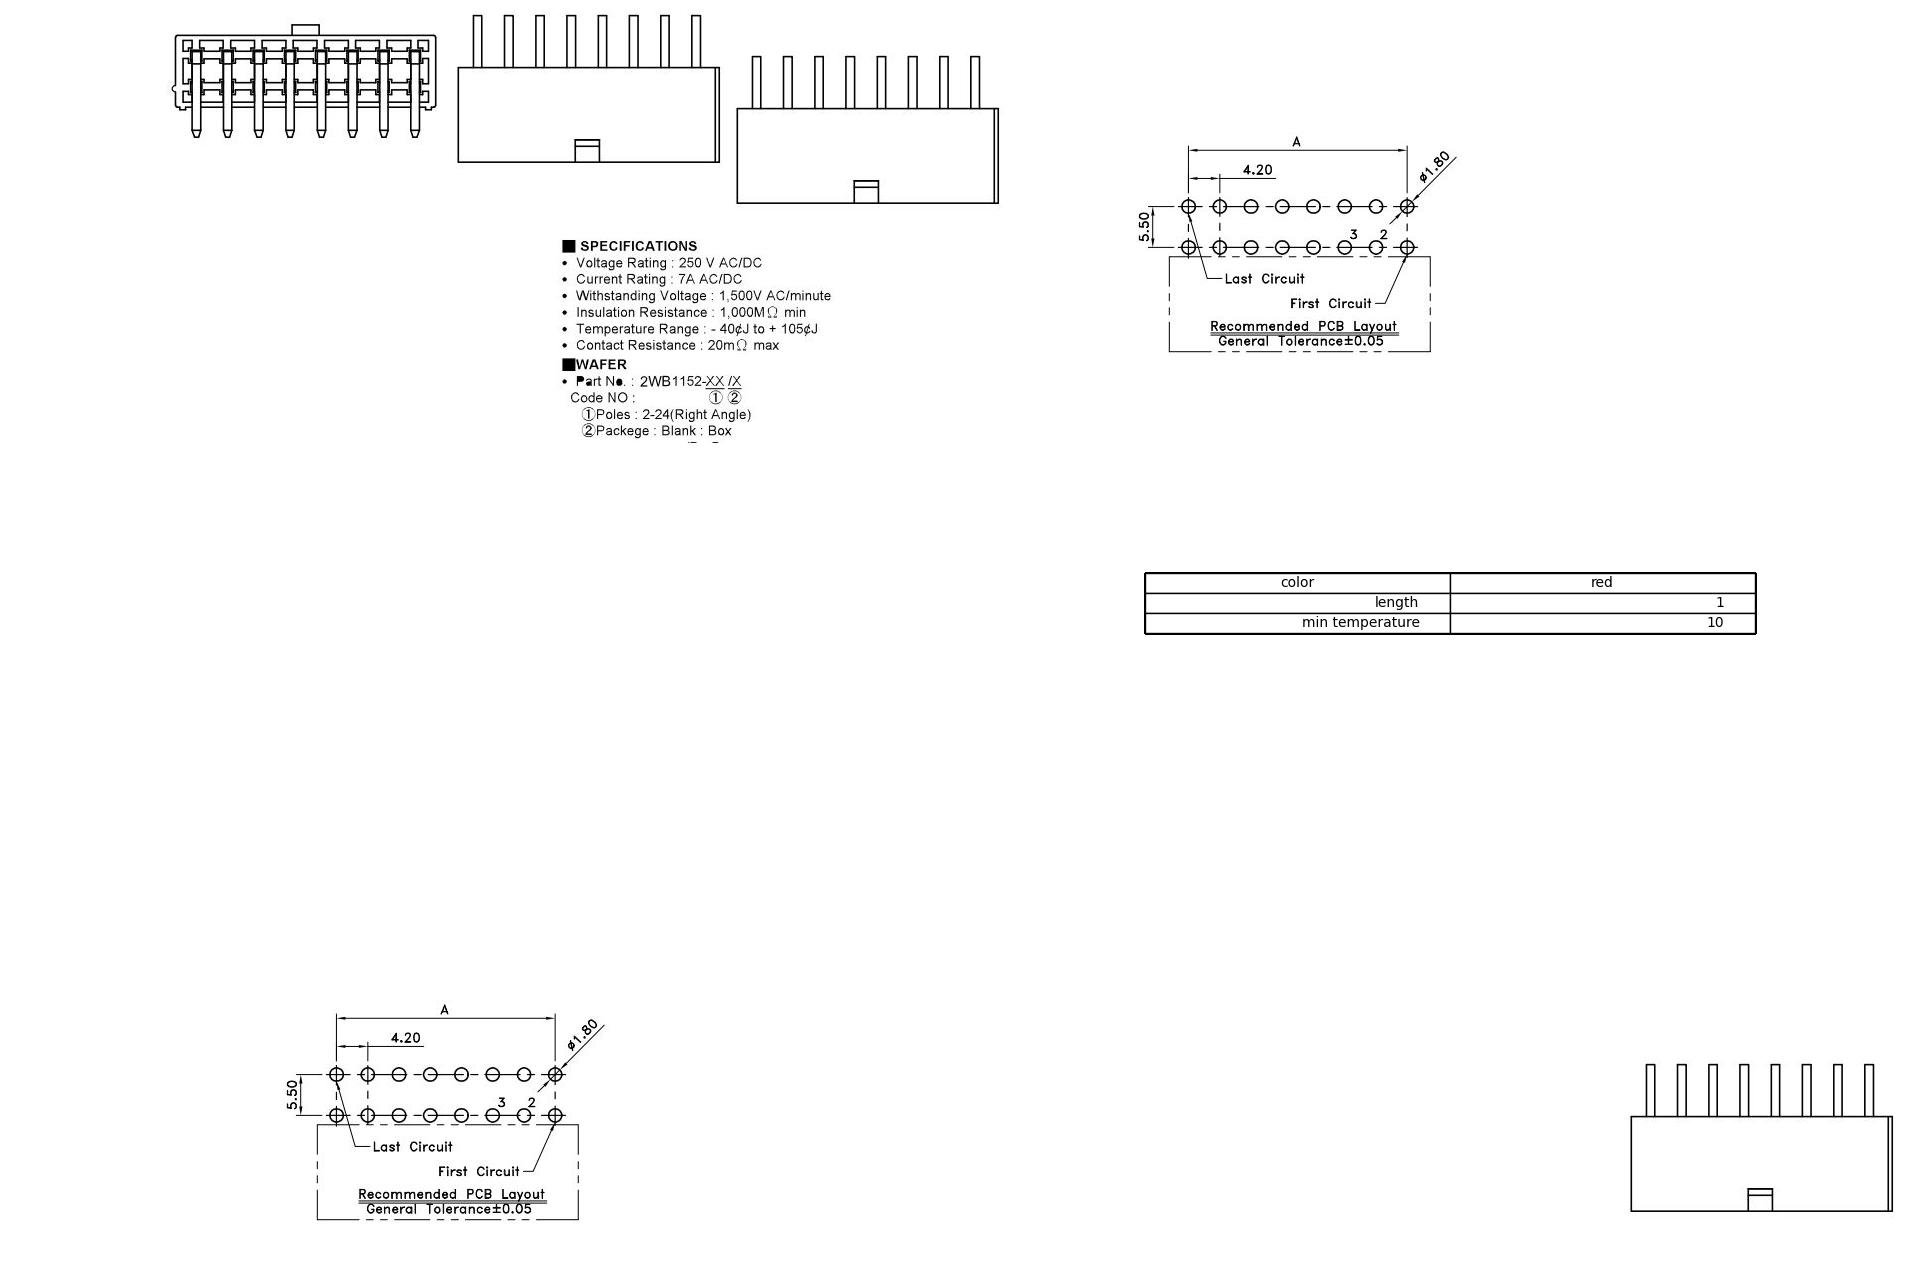 A
4.20
ø1.80
5.50
3 2
Last Circuit
First Circuit
Recommended PCB Layout
General Tolerance±0.05
■ SPECIFICATIONS
• Voltage Rating : 250 V AC/DC
• Current Rating : 7A AC/DC
• Withstanding Voltage : 1,500V AC/minute
• Insulation Resistance : 1,000MΩ min
• Temperature Range : - 40¢J to + 105¢J
• Contact Resistance : 20mΩ max
■WAFER
• Part No. : 2WB1152-XX /X
Code NO : ① ②
①Poles : 2-24(Right Angle)
②Packege : Blank : Box
color red
length 1
min temperature 10
A
4.20
ø1.80
5.50
3 2
Last Circuit
First Circuit
Recommended PCB Layout
General Tolerance±0.05